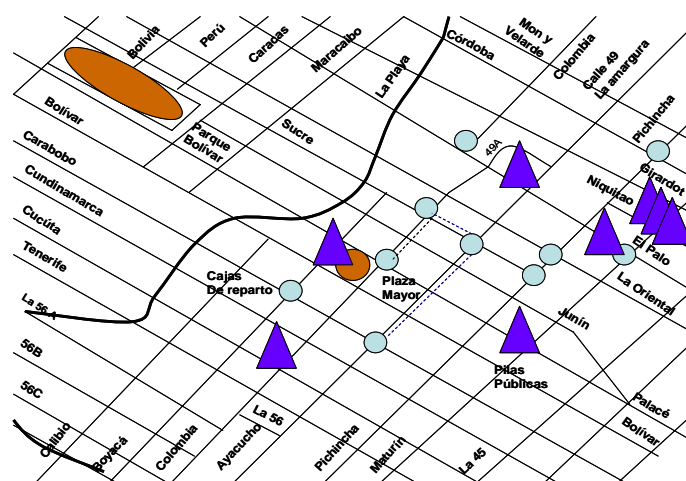 Bolivia
Perú
Caracas
Maracaibo
La Playa
Córdoba
Mon y
Velarde
Colombia
Calle 49
La amargura
Pichincha
Girardot
Niquitao
El Palo
La Oriental
49A
Bolívar
Parque
Bolívar
Sucre
Carabobo
Cundinamarca
Cucúta
Tenerife
La 56 A
56B
56C
Cajas
De reparto
Plaza
Mayor
Junín
Pilas
Públicas
Palacé
Bolívar
La 56
Calibio
Boyacá
Colombia
Ayacucho
Pichincha
Maturín
La 45